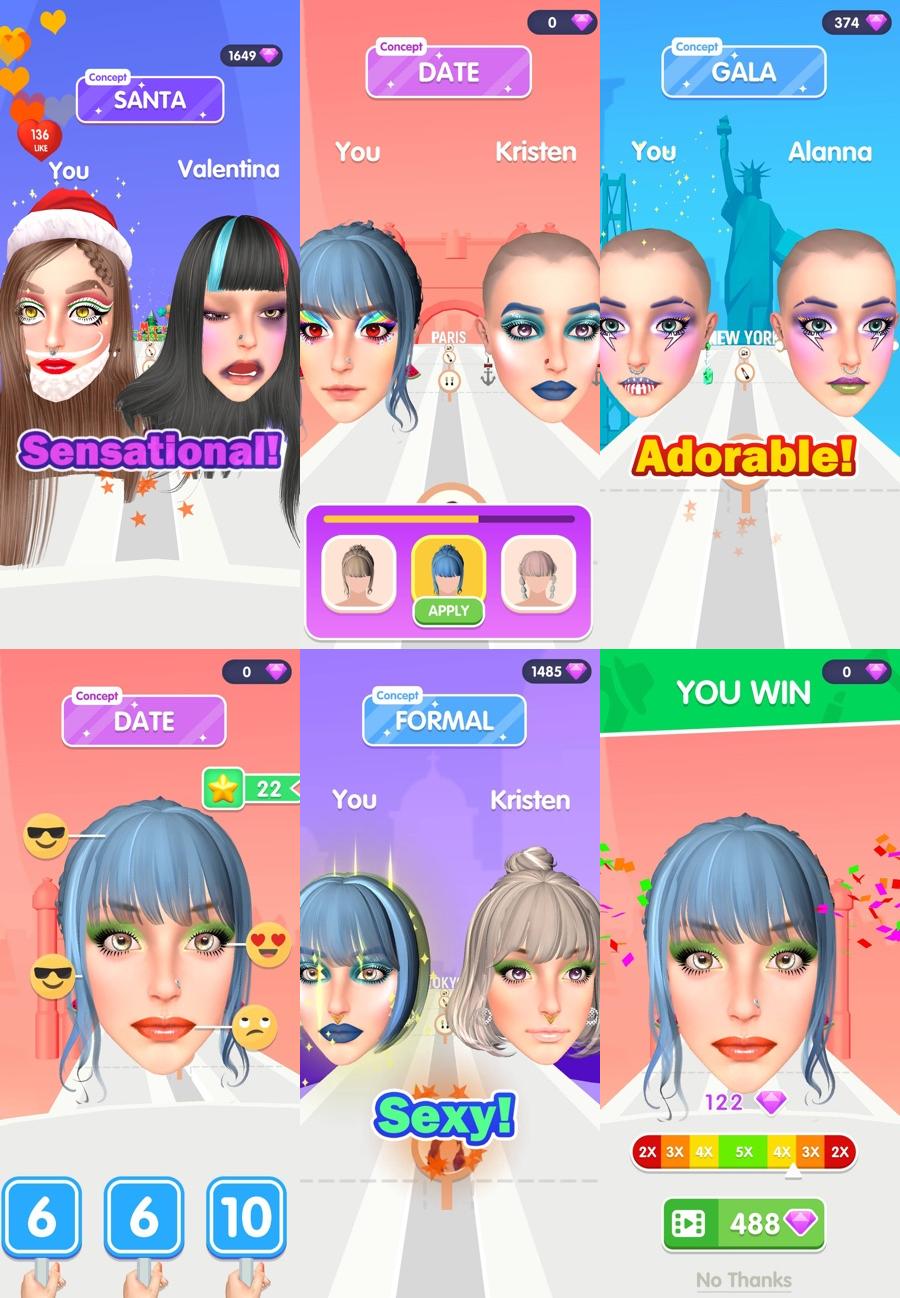 1649
Concept
SANTA
136
LIKE
You
Valentina
Sensational!
0
Concept
DATE
You
Kristen
PARIS
APPLY
374
Concept
GALA
You
Alanna
NEW YORK
Adorable!
0
Concept
DATE
22
6
6
10
1485
Concept
FORMAL
You
Kristen
Sexy!
YOU WIN
0
122
2X 3X 4X 5X 4X 3X 2X
488
No Thanks